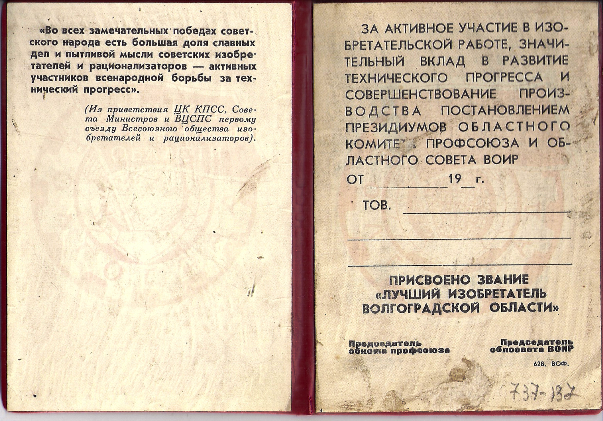 «Во всех замечательных победах совет-
ского народа есть большая доля славных
дел и пытливой мысли советских изобре-
тателей и рационализаторов — активных
участников всенародной борьбы за тех-
нический прогресс».
(Из приветствия ЦК КПСС, Сове-
та Министров и ВЦСПС первому
съезду Всесоюзного общества изо-
бретателей и рационализаторов).
ЗА АКТИВНОЕ УЧАСТИЕ В ИЗО-
БРЕТАТЕЛЬСКОЙ РАБОТЕ, ЗНАЧИ-
ТЕЛЬНЫЙ ВКЛАД В РАЗВИТИЕ
ТЕХНИЧЕСКОГО ПРОГРЕССА И
СОВЕРШЕНСТВОВАНИЕ ПРОИЗ-
ВОДСТВА ПОСТАНОВЛЕНИЕМ
ПРЕЗИДИУМОВ ОБЛАСТНОГО
КОМИТЕТА ПРОФСОЮЗА И ОБ-
ЛАСТНОГО СОВЕТА ВОИР
ОТ ________ 19__ г.
ТОВ.
ПРИСВОЕНО ЗВАНИЕ
«ЛУЧШИЙ ИЗОБРЕТАТЕЛЬ
ВОЛГОГРАДСКОЙ ОБЛАСТИ»
Председатель
обкома профсоюза
Председатель
облсовета ВОИР
628. ВОФ.
737-137